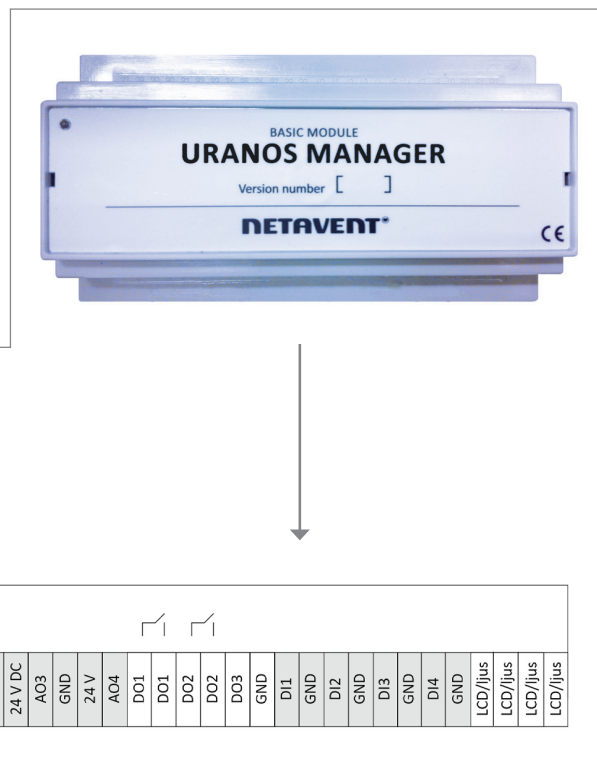 BASIC MODULE
URANOS MANAGER
Version number [ ]
NETAVENT®
CE
24 V DC
AO3
GND
24 V
AO4
DO1
DO1
DO2
DO2
DO3
GND
DI1
GND
DI2
GND
DI3
GND
DI4
GND
LCD/ljus
LCD/ljus
LCD/ljus
LCD/ljus